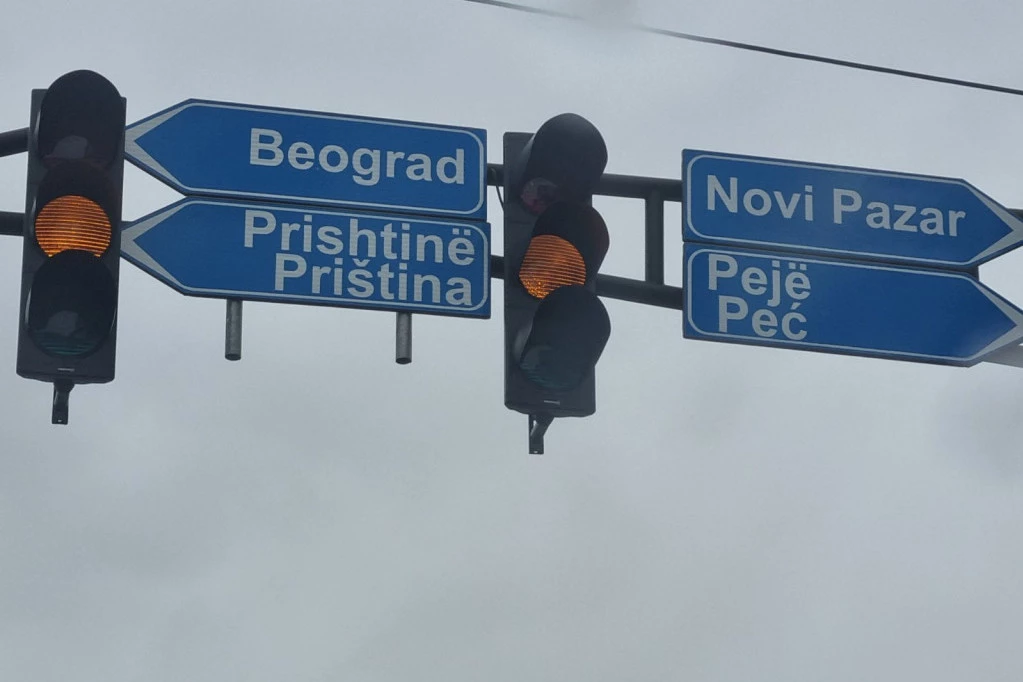 Beograd
Prishtinë
Priština
Novi Pazar
Pejë
Peć